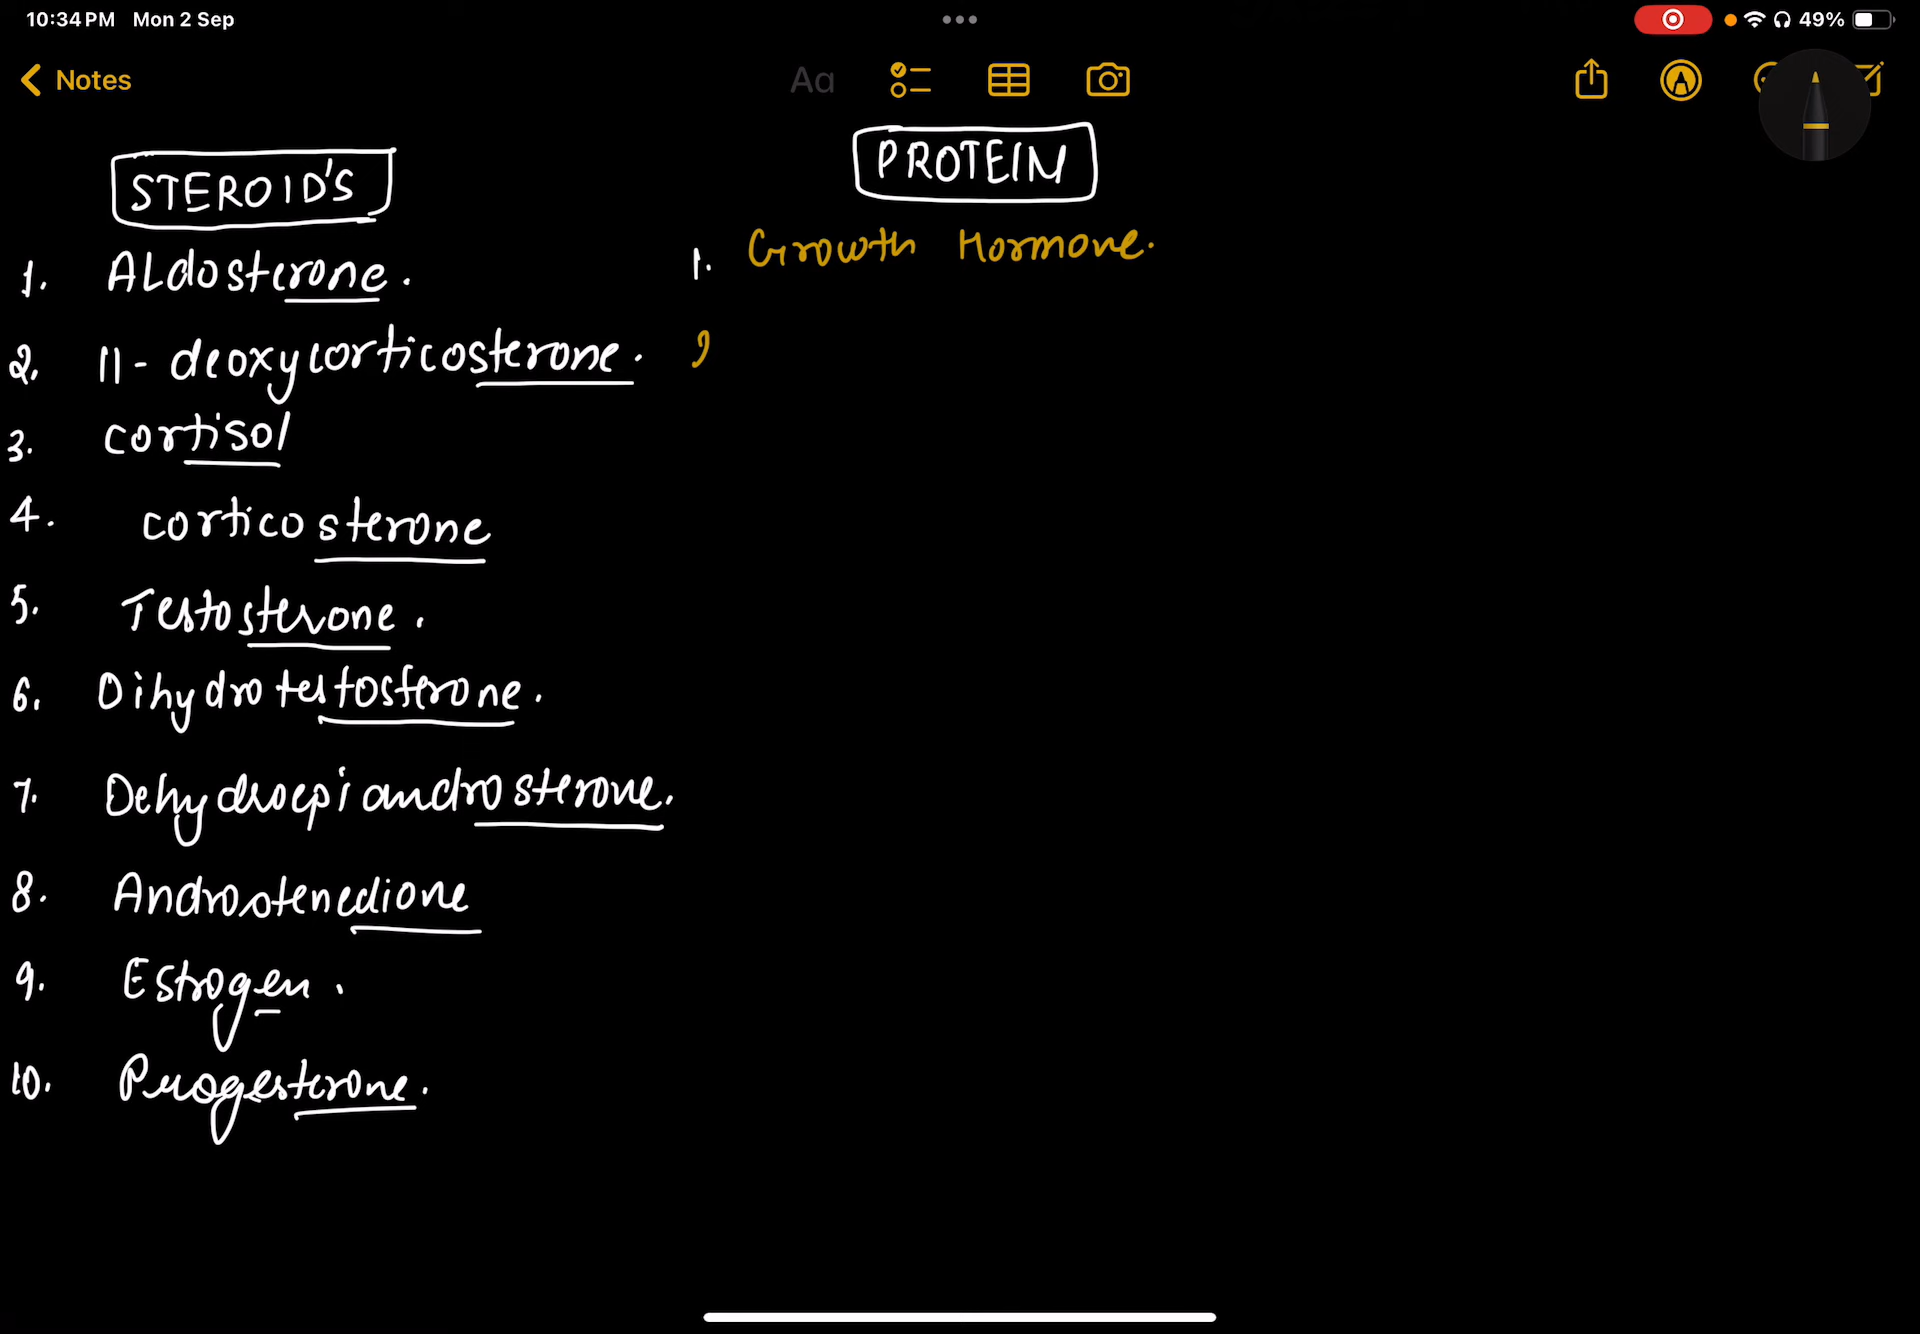 10:34 PM Mon 2 Sep
49%
Notes
Aa
STEROID'S
1. Aldosterone.
2. 11-deoxycorticosterone.
3. cortisol
4. corticosterone
5. Testosterone.
6. Dihydrotestosterone.
7. Dehydroepiandrosterone.
8. Androstenedione
9. Estrogen.
10. Progesterone.
PROTEIN
1. Growth Hormone.